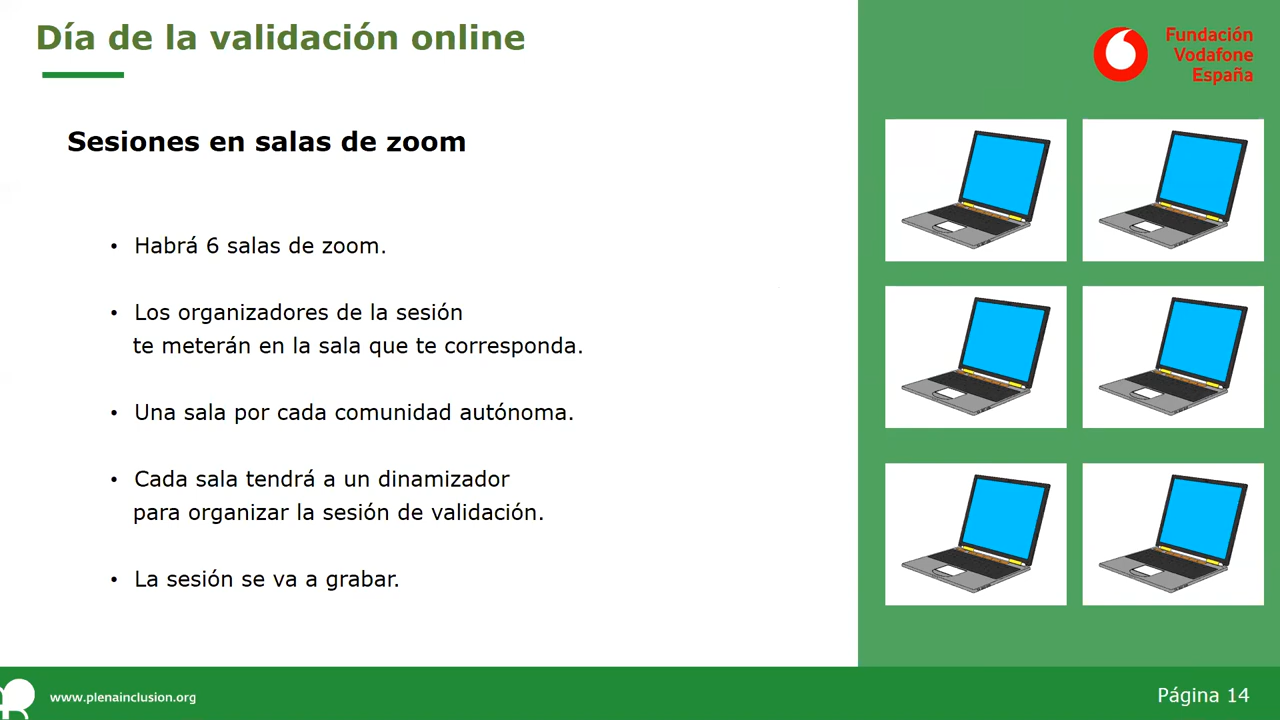 Día de la validación online
Fundación
Vodafone
España
Sesiones en salas de zoom
• Habrá 6 salas de zoom.
• Los organizadores de la sesión
te meterán en la sala que te corresponda.
• Una sala por cada comunidad autónoma.
• Cada sala tendrá a un dinamizador
para organizar la sesión de validación.
• La sesión se va a grabar.
www.plenainclusion.org
Página 14